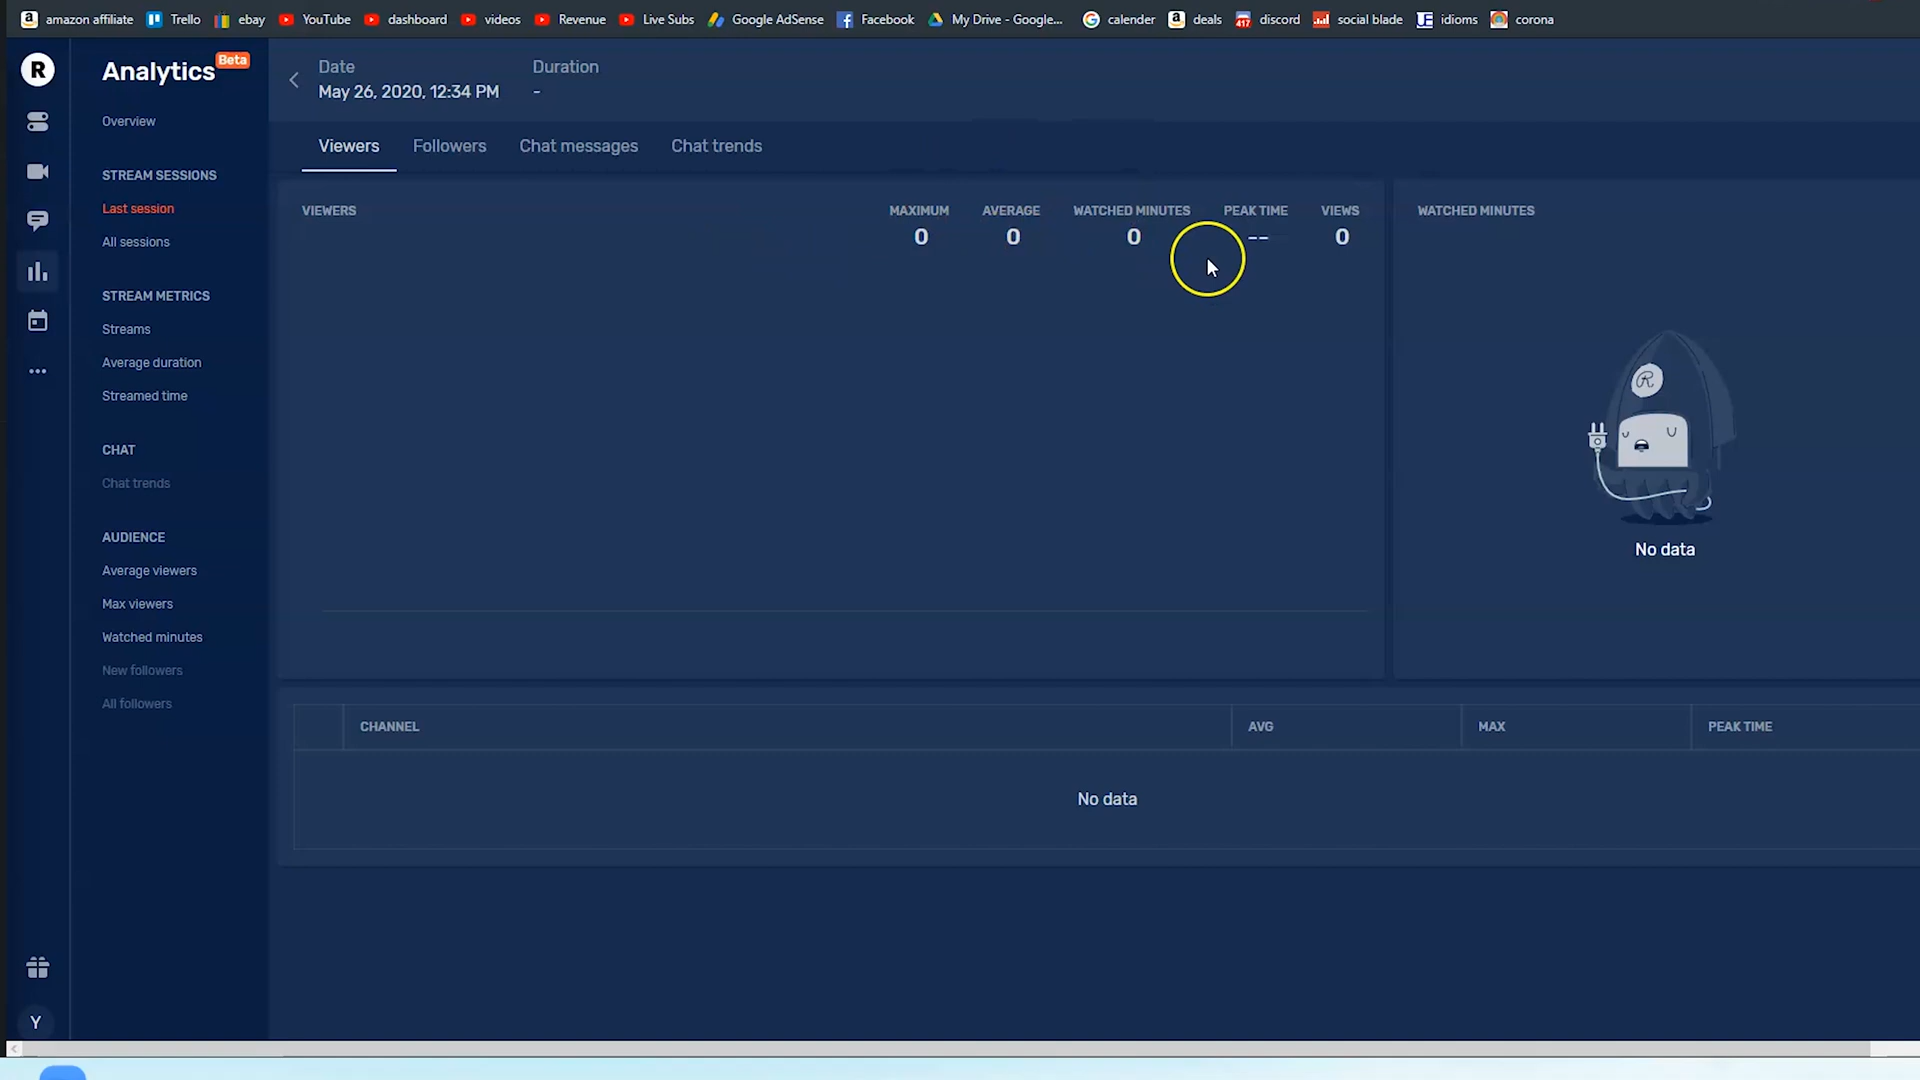 amazon affiliate Trello ebay YouTube dashboard videos Revenue Live Subs Google AdSense Facebook My Drive - Google... calender deals discord social blade idioms corona
R
Analytics Beta
Overview
STREAM SESSIONS
Last session
All sessions
STREAM METRICS
Streams
Average duration
Streamed time
CHAT
Chat trends
AUDIENCE
Average viewers
Max viewers
Watched minutes
New followers
All followers
Y
Date Duration
May 26, 2020, 12:34 PM -
Viewers Followers Chat messages Chat trends
VIEWERS MAXIMUM AVERAGE WATCHED MINUTES PEAK TIME VIEWS
0 0 0 -- 0
WATCHED MINUTES
R
No data
CHANNEL AVG MAX PEAK TIME
No data